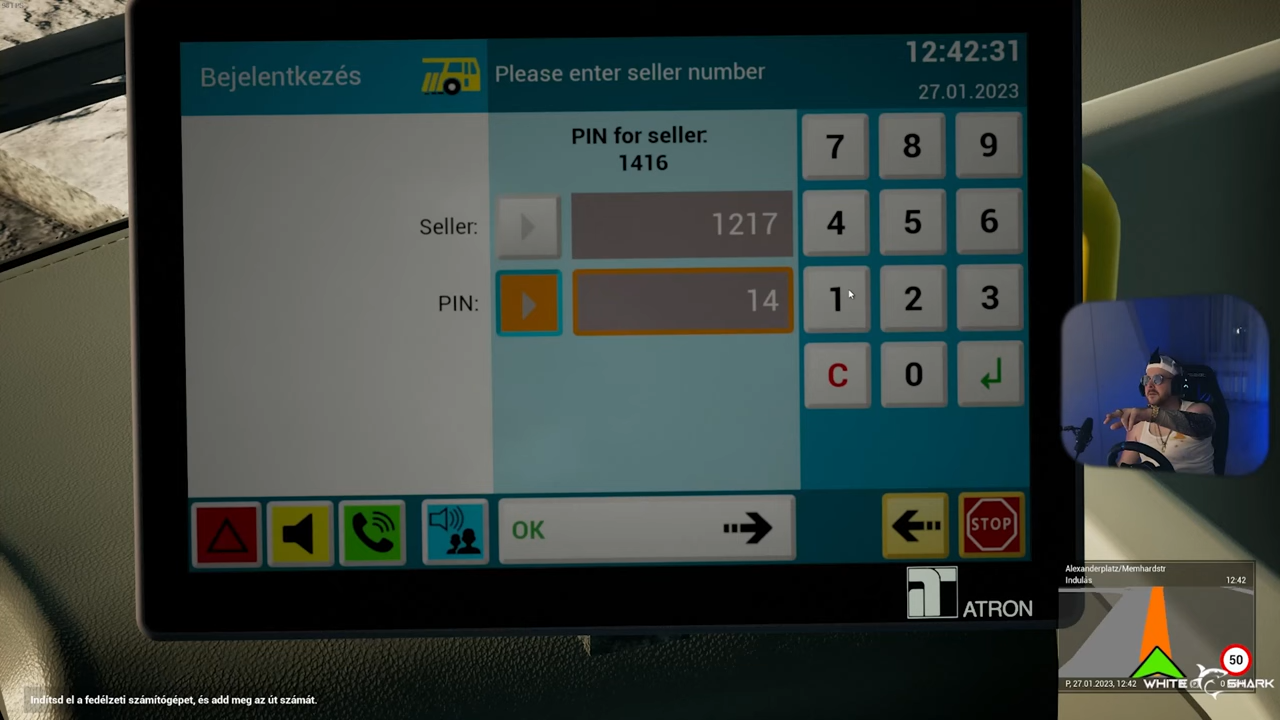 Bejelentkezés
Please enter seller number
12:42:31
27.01.2023
PIN for seller:
1416
Seller:
1217
PIN:
14
7 8 9
4 5 6
1 2 3
C 0
OK
STOP
ATRON
Alexanderplatz/Memhardstr
Indulás
12:42
50
P, 27.01.2023, 12:42
WHITE SHARK
Indítsd el a fedélzeti számítógépet, és add meg az út számát.